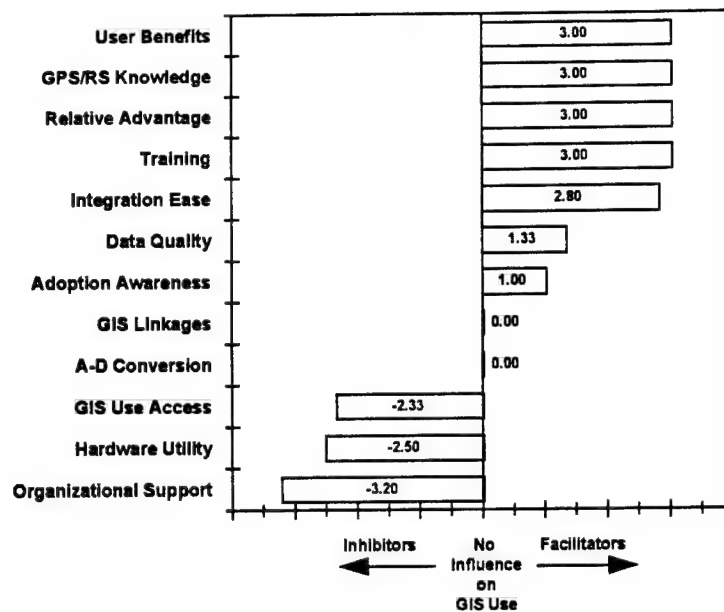 User Benefits 3.00
GPS/RS Knowledge 3.00
Relative Advantage 3.00
Training 3.00
Integration Ease 2.80
Data Quality 1.33
Adoption Awareness 1.00
GIS Linkages 0.00
A-D Conversion 0.00
GIS Use Access -2.33
Hardware Utility -2.50
Organizational Support -3.20
Inhibitors No Facilitators
Influence
on
GIS Use